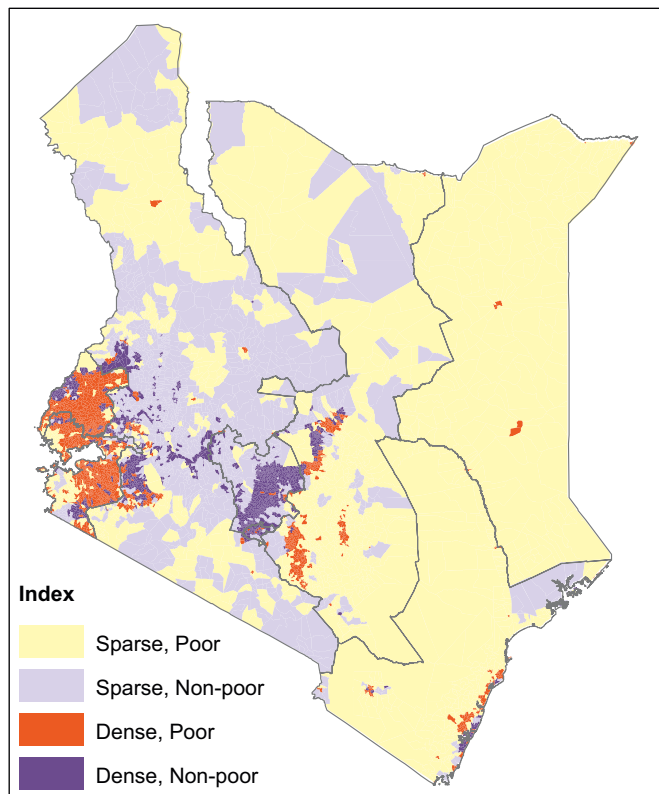 Index
Sparse, Poor
Sparse, Non-poor
Dense, Poor
Dense, Non-poor